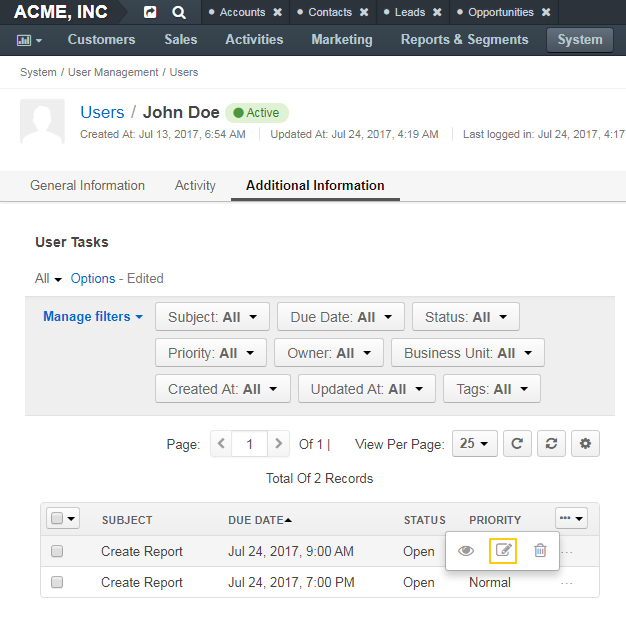 ACME, INC • Accounts ✖ • Contacts ✖ • Leads ✖ • Opportunities ✖
Customers Sales Activities Marketing Reports & Segments System
System / User Management / Users
Users / John Doe Active
Created At: Jul 13, 2017, 6:54 AM Updated At: Jul 24, 2017, 4:19 AM Last logged in: Jul 24, 2017, 4:17
General Information Activity Additional Information
User Tasks
All Options - Edited
Manage filters Subject: All Due Date: All Status: All
Priority: All Owner: All Business Unit: All
Created At: All Updated At: All Tags: All
Page: < 1 > Of 1 | View Per Page: 25
Total Of 2 Records
SUBJECT DUE DATE STATUS PRIORITY ...
Create Report Jul 24, 2017, 9:00 AM Open ...
Create Report Jul 24, 2017, 7:00 PM Open Normal ...